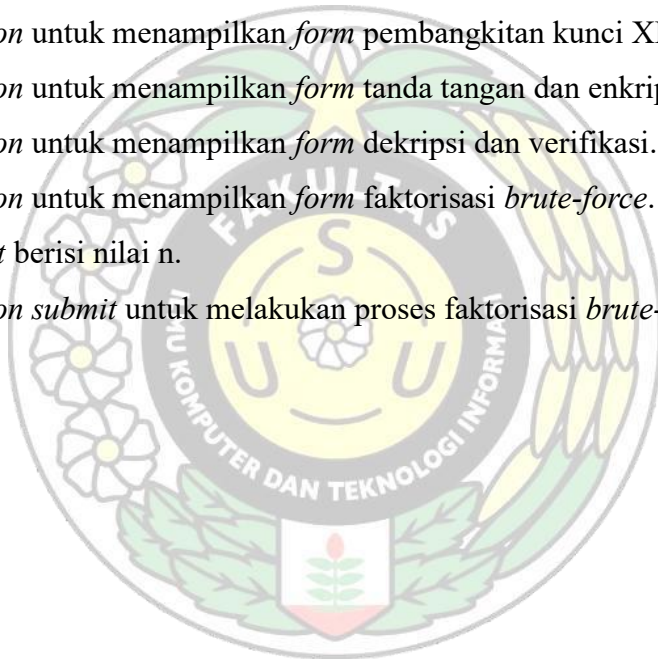 on untuk menampilkan form pembangkitan kunci
on untuk menampilkan form tanda tangan dan
on untuk menampilkan form dekripsi dan verifikasi.
on untuk menampilkan form faktorisasi brute-force.
berisi nilai n.
on submit untuk melakukan proses faktorisasi brute-
FAKULTAS
ILMU KOMPUTER DAN TEKNOLOGI INFORMASI
S
U U